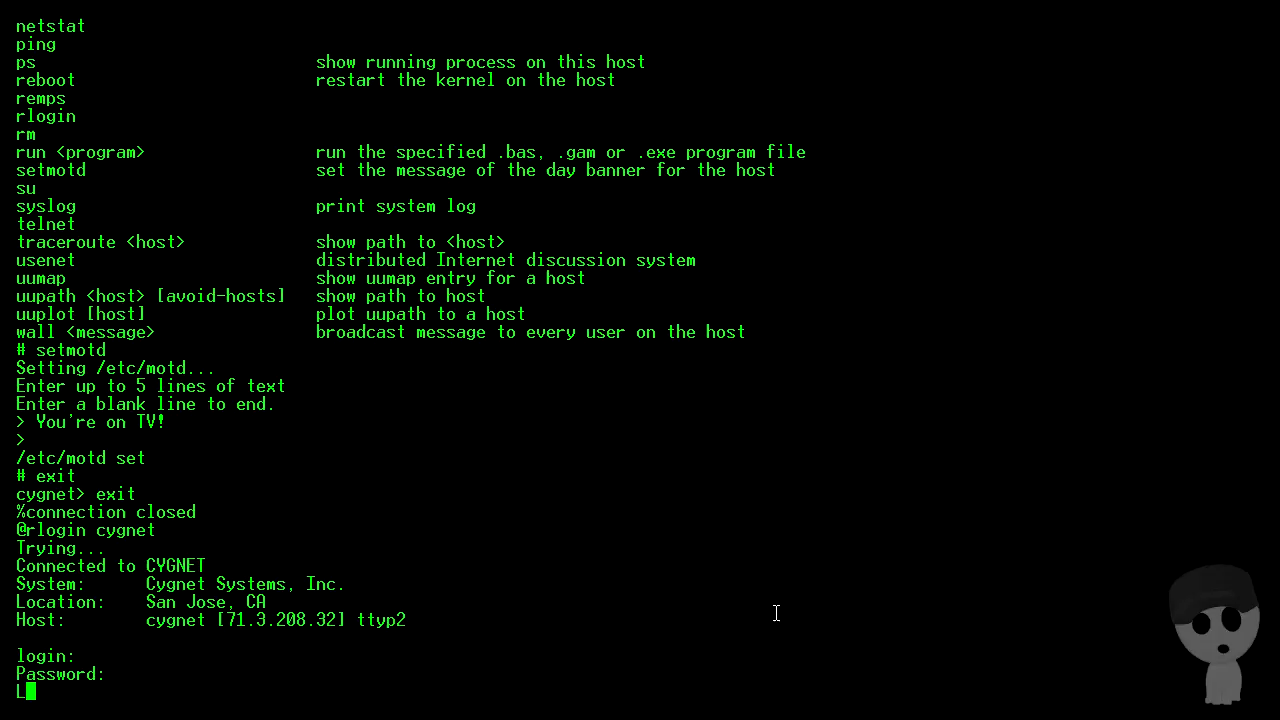 netstat
ping
ps show running process on this host
reboot restart the kernel on the host
remps
rlogin
rm
run <program> run the specified .bas, .gam or .exe program file
setmotd set the message of the day banner for the host
su
syslog print system log
telnet
traceroute <host> show path to <host>
usenet distributed Internet discussion system
uumap show uumap entry for a host
uupath <host> [avoid-hosts] show path to host
uuplot [host] plot uupath to a host
wall <message> broadcast message to every user on the host
# setmotd
Setting /etc/motd...
Enter up to 5 lines of text
Enter a blank line to end.
> You're on TV!
>
/etc/motd set
# exit
cygnet> exit
%connection closed
@rlogin cygnet
Trying...
Connected to CYGNET
System: Cygnet Systems, Inc.
Location: San Jose, CA
Host: cygnet [71.3.208.32] ttyp2
login:
Password:
L